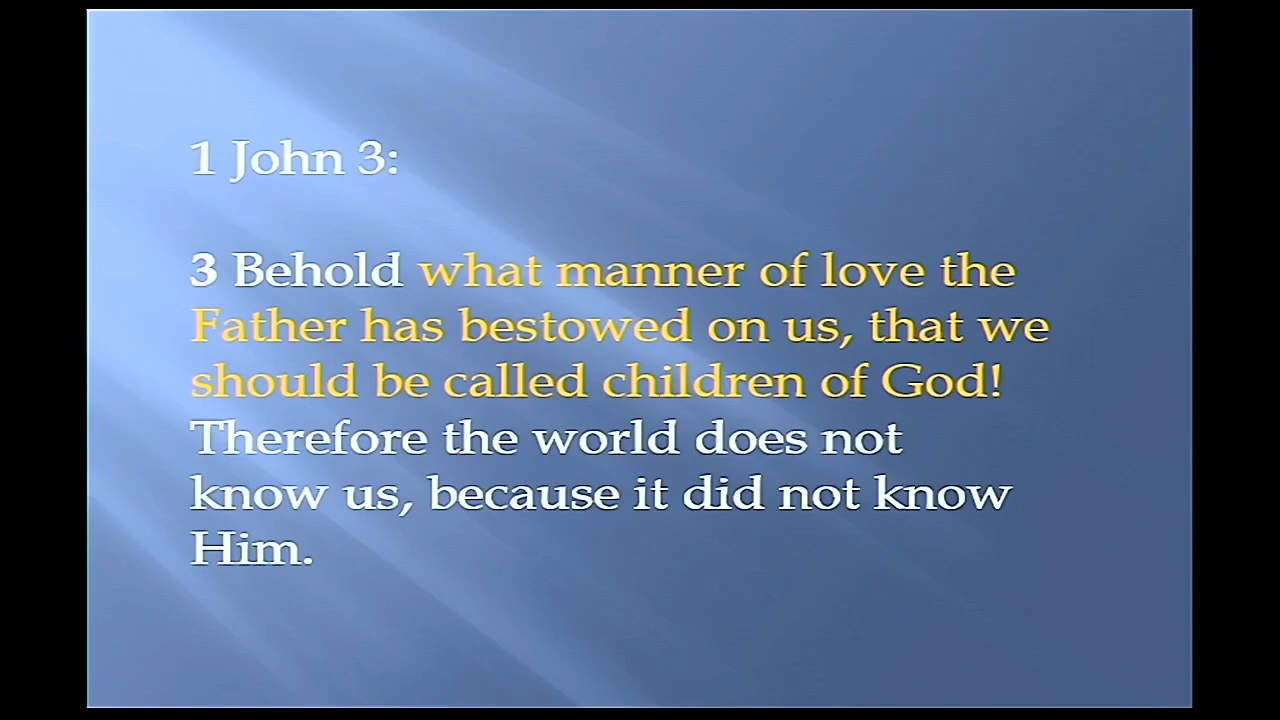 1 John 3:
3 Behold what manner of love the
Father has bestowed on us, that we
should be called children of God!
Therefore the world does not
know us, because it did not know
Him.